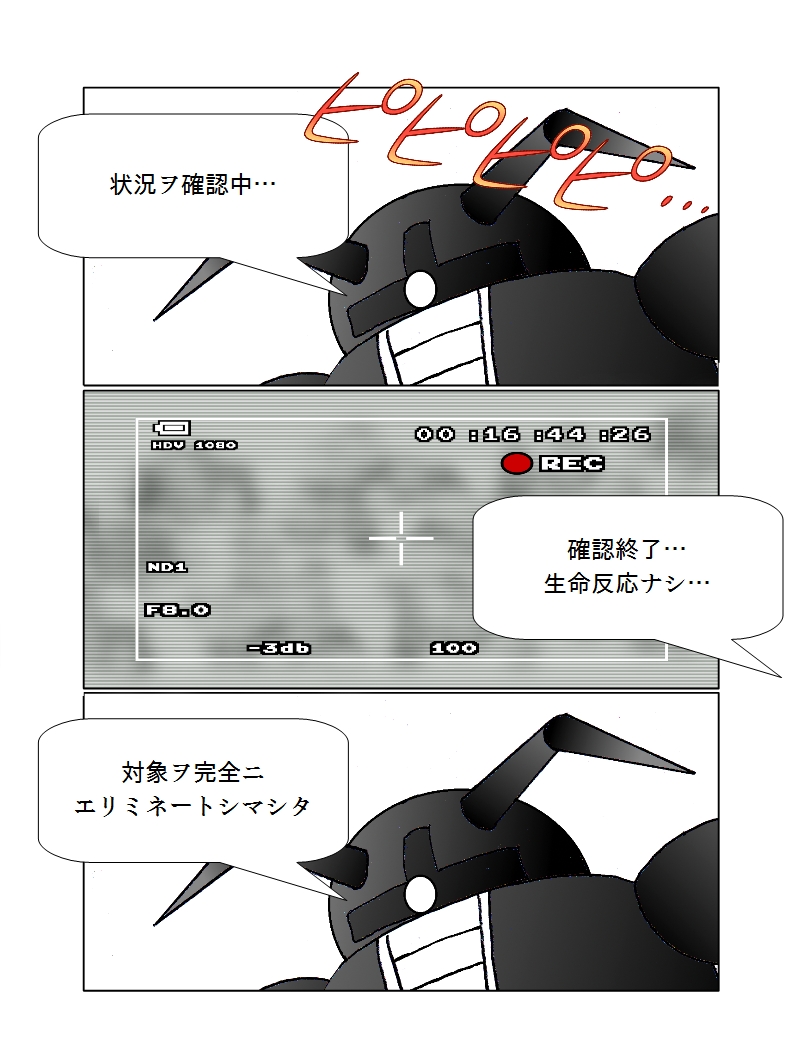 ピピピピ...
状況ヲ確認中…
HDV 1080
00 :16 :44 :26
REC
確認終了…
生命反応ナシ…
ND1
F8.0
-3db
100
対象ヲ完全ニ
エリミネートシマシタ